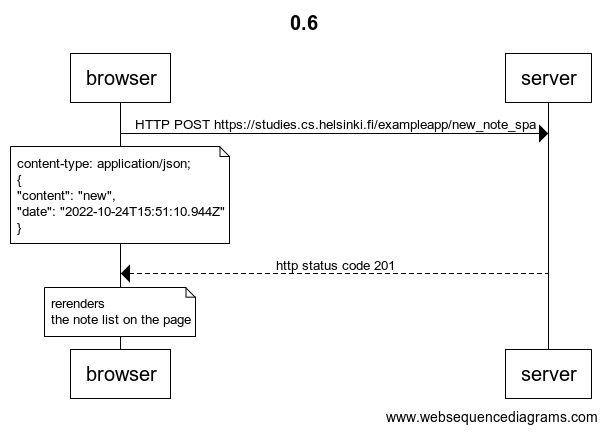 0.6
browser
server
HTTP POST https://studies.cs.helsinki.fi/exampleapp/new_note_spa
content-type: application/json;
{
"content": "new",
"date": "2022-10-24T15:51:10.944Z"
}
http status code 201
rerenders
the note list on the page
browser
server
www.websequencediagrams.com